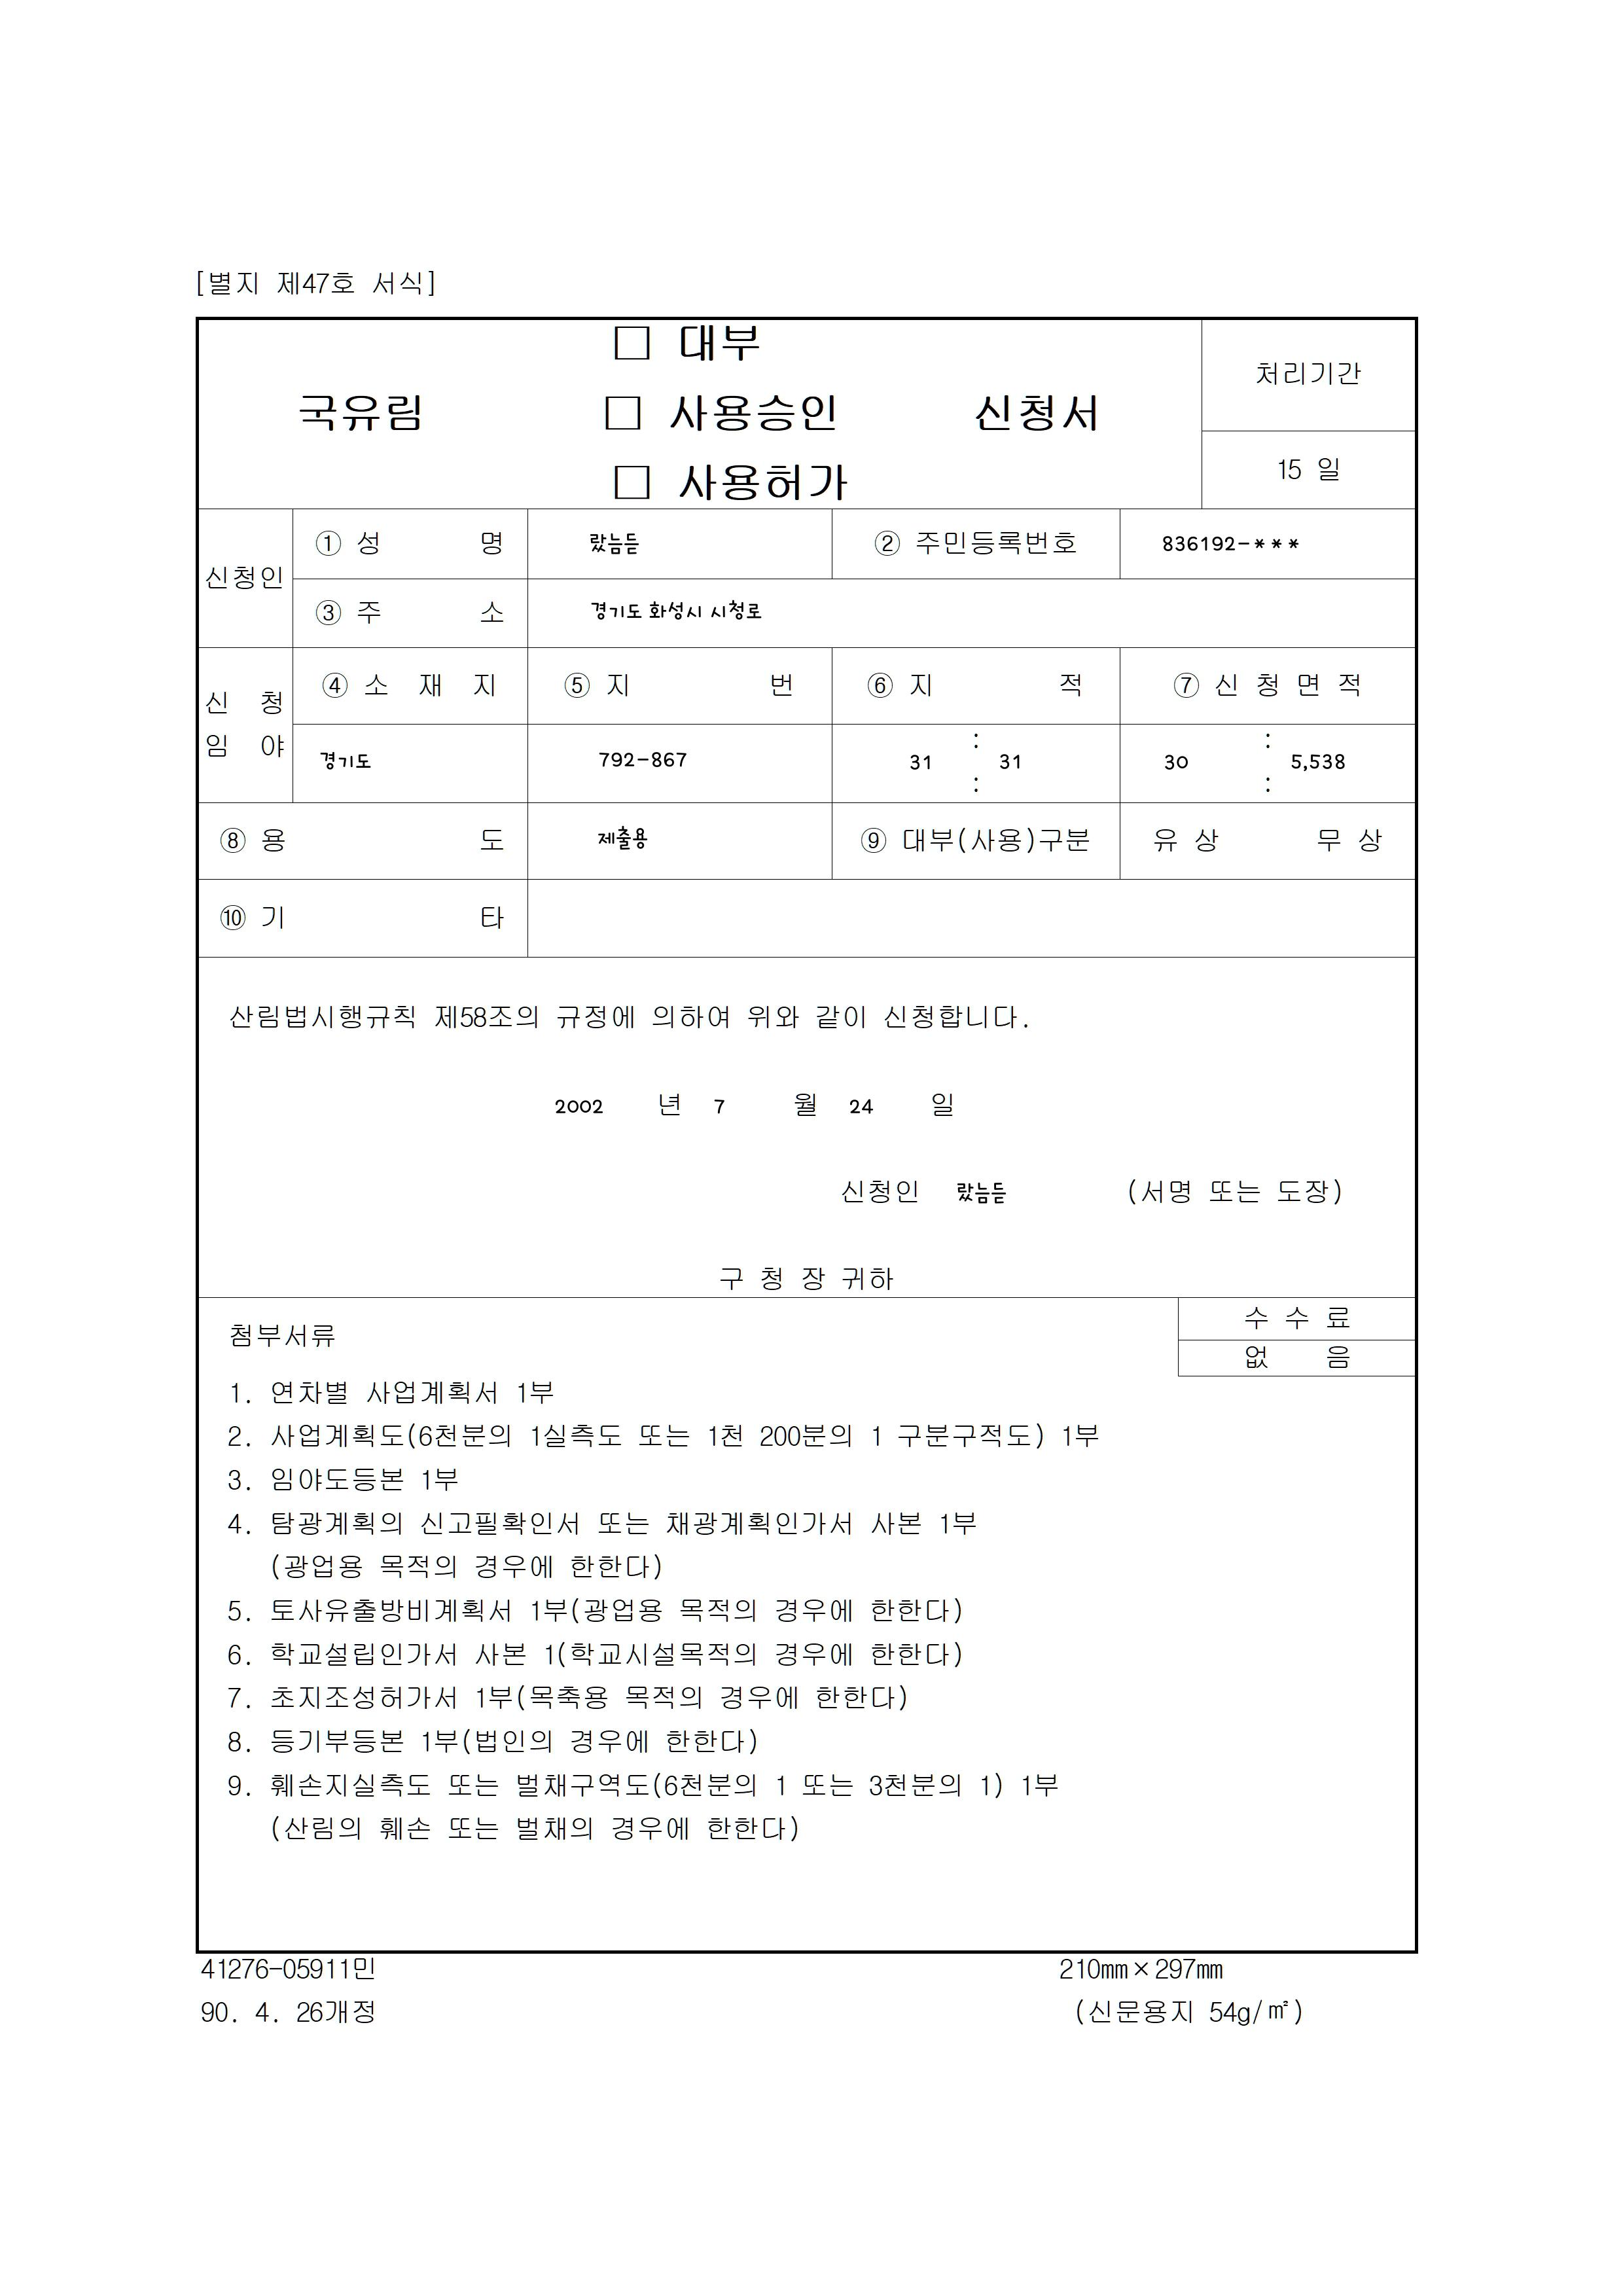 [별지 제47호 서식]
□ 대부
국유림 □ 사용승인 신청서
□ 사용허가
처리기간
15 일
신청인
① 성 명 랐늠듣 ② 주민등록번호 836192-***
③ 주 소 경기도 화성시 시청로
신 청
임 야
④ 소 재 지 ⑤ 지 번 ⑥ 지 적 ⑦ 신 청 면 적
경기도 792-867 31 : 31 30 : 5,538
: :
⑧ 용 도 제출용 ⑨ 대부(사용)구분 유 상 무 상
⑩ 기 타
산림법시행규칙 제58조의 규정에 의하여 위와 같이 신청합니다.
2002 년 7 월 24 일
신청인 랐늠듣 (서명 또는 도장)
구 청 장 귀하
첨부서류
수 수 료
없 음
1. 연차별 사업계획서 1부
2. 사업계획도(6천분의 1실측도 또는 1천 200분의 1 구분구적도) 1부
3. 임야도등본 1부
4. 탐광계획의 신고필확인서 또는 채광계획인가서 사본 1부
(광업용 목적의 경우에 한한다)
5. 토사유출방비계획서 1부(광업용 목적의 경우에 한한다)
6. 학교설립인가서 사본 1(학교시설목적의 경우에 한한다)
7. 초지조성허가서 1부(목축용 목적의 경우에 한한다)
8. 등기부등본 1부(법인의 경우에 한한다)
9. 훼손지실측도 또는 벌채구역도(6천분의 1 또는 3천분의 1) 1부
(산림의 훼손 또는 벌채의 경우에 한한다)
41276-05911민 210㎜×297㎜
90. 4. 26개정 (신문용지 54g/㎡)